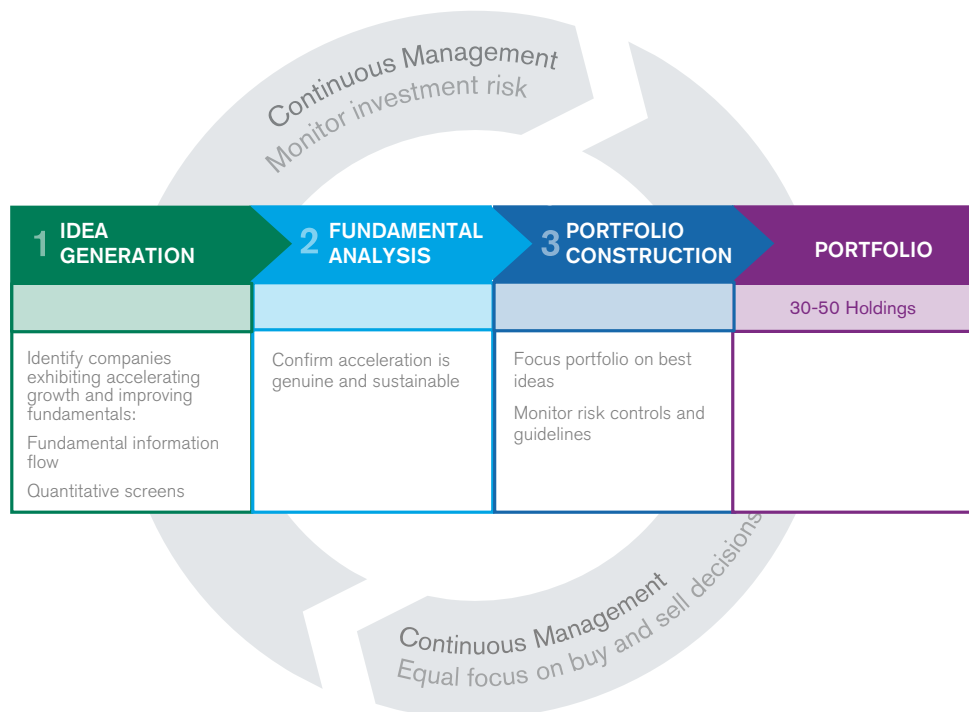 Continuous Management
Monitor investment risk
1 IDEA
GENERATION
2 FUNDAMENTAL
ANALYSIS
3 PORTFOLIO
CONSTRUCTION
PORTFOLIO
30-50 Holdings
Identify companies
exhibiting accelerating
growth and improving
fundamentals:
Fundamental information
flow
Quantitative screens
Confirm acceleration is
genuine and sustainable
Focus portfolio on best
ideas
Monitor risk controls and
guidelines
Continuous Management
Equal focus on buy and sell decisions